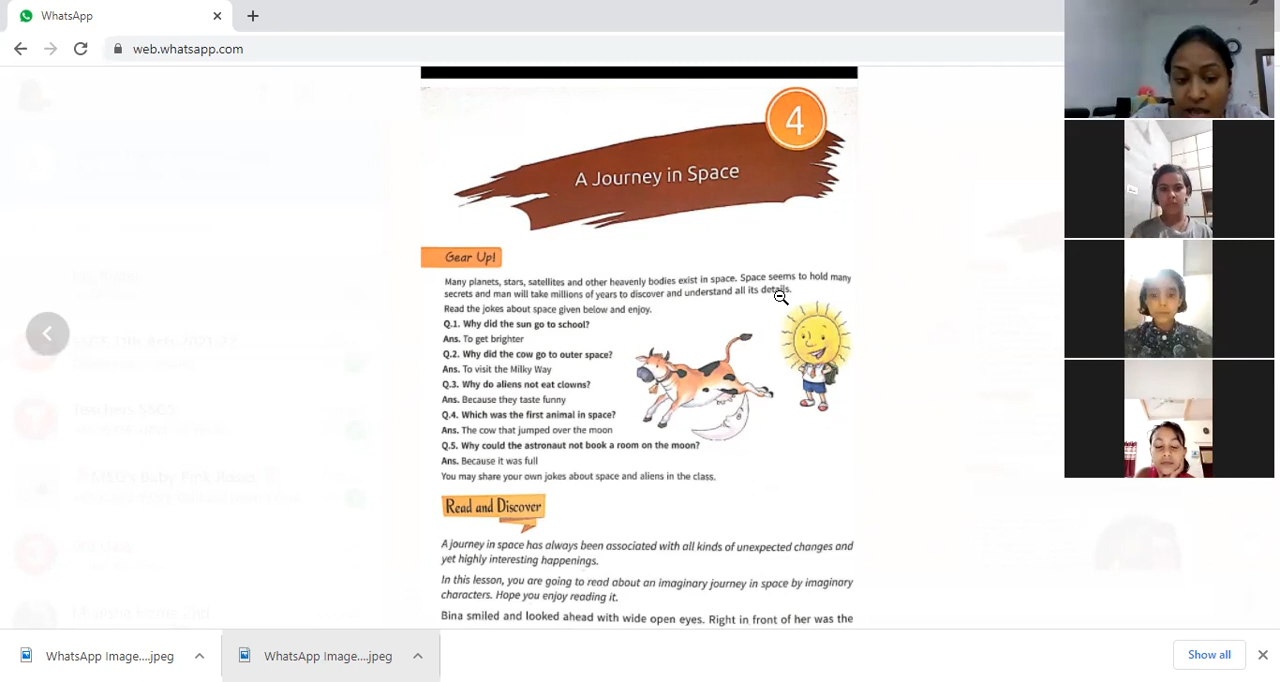 WhatsApp
web.whatsapp.com
4
A Journey in Space
Gear Up!
Many planets, stars, satellites and other heavenly bodies exist in space. Space seems to hold many
secrets and man will take millions of years to discover and understand all its details.
Read the jokes about space given below and enjoy.
Q.1. Why did the sun go to school?
Ans. To get brighter
Q.2. Why did the cow go to outer space?
Ans. To visit the Milky Way
Q.3. Why do aliens not eat clowns?
Ans. Because they taste funny
Q.4. Which was the first animal in space?
Ans. The cow that jumped over the moon
Q.5. Why could the astronaut not book a room on the moon?
Ans. Because it was full
You may share your own jokes about space and aliens in the class.
Read and Discover
A journey in space has always been associated with all kinds of unexpected changes and
yet highly interesting happenings.
In this lesson, you are going to read about an imaginary journey in space by imaginary
characters. Hope you enjoy reading it.
Bina smiled and looked ahead with wide open eyes. Right in front of her was the
WhatsApp Image....jpeg
WhatsApp Image....jpeg
Show all